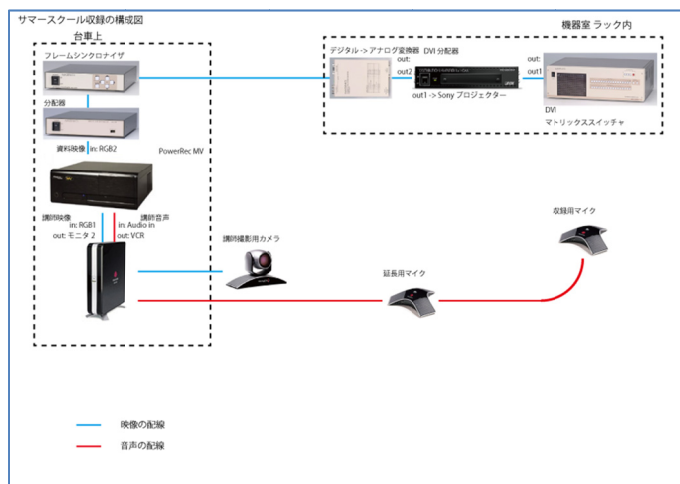 サマースクール収録の構成図
台車上
機器室 ラック内
フレームシンクロナイザ
デジタル -> アナログ変換器
DVI 分配器
out:
out2
out:
out1
out1 -> Sony プロジェクター
DVI
マトリックススイッチャ
分配器
資料映像
in: RGB2
PowerRec MV
講師映像
講師音声
in: RGB1
in: Audio in
out: モニタ 2
out: VCR
講師撮影用カメラ
収録用マイク
延長用マイク
映像の配線
音声の配線